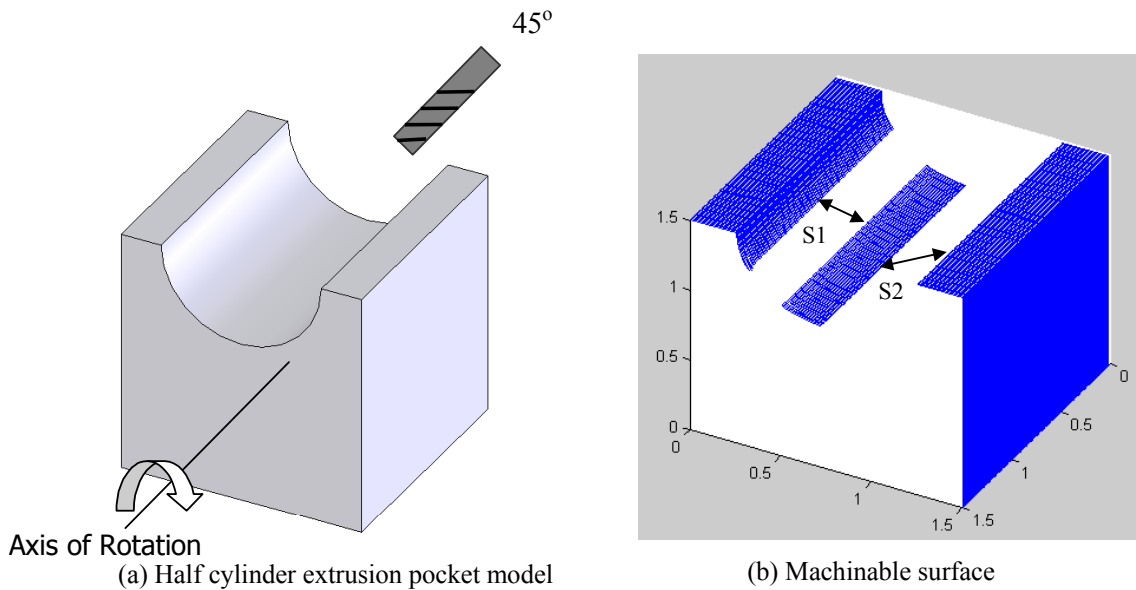 45º
Axis of Rotation
(a) Half cylinder extrusion pocket model
1.5
1
0.5
0
0
0.5
1
1.5
1.5
1
0.5
0
S1
S2
(b) Machinable surface